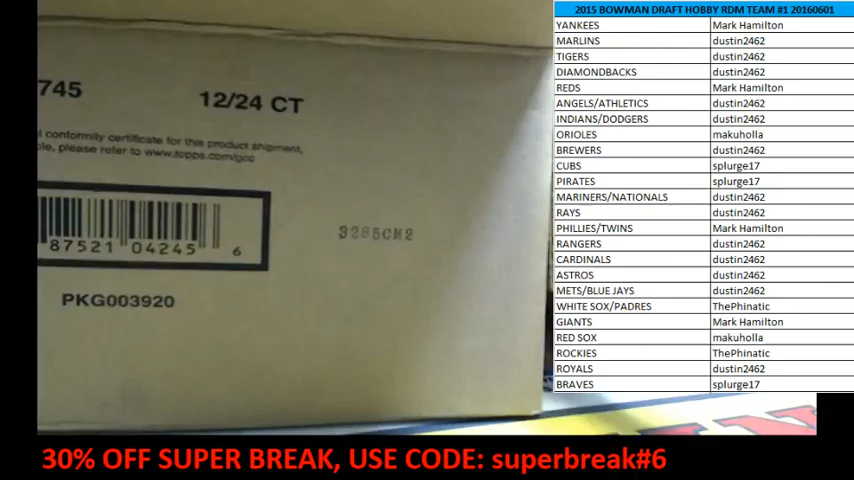 745
12/24 CT
conformity certificate for this product shipment,
please refer to www.topps.com/gcc
87521 04245 6
3285CM2
PKG003920
2015 BOWMAN DRAFT HOBBY RDM TEAM #1 20160601
YANKEES Mark Hamilton
MARLINS dustin2462
TIGERS dustin2462
DIAMONDBACKS dustin2462
REDS Mark Hamilton
ANGELS/ATHLETICS dustin2462
INDIANS/DODGERS dustin2462
ORIOLES makuholla
BREWERS dustin2462
CUBS splurge17
PIRATES splurge17
MARINERS/NATIONALS dustin2462
RAYS dustin2462
PHILLIES/TWINS Mark Hamilton
RANGERS dustin2462
CARDINALS dustin2462
ASTROS dustin2462
METS/BLUE JAYS dustin2462
WHITE SOX/PADRES ThePhinatic
GIANTS Mark Hamilton
RED SOX makuholla
ROCKIES ThePhinatic
ROYALS dustin2462
BRAVES splurge17
30% OFF SUPER BREAK, USE CODE: superbreak#6